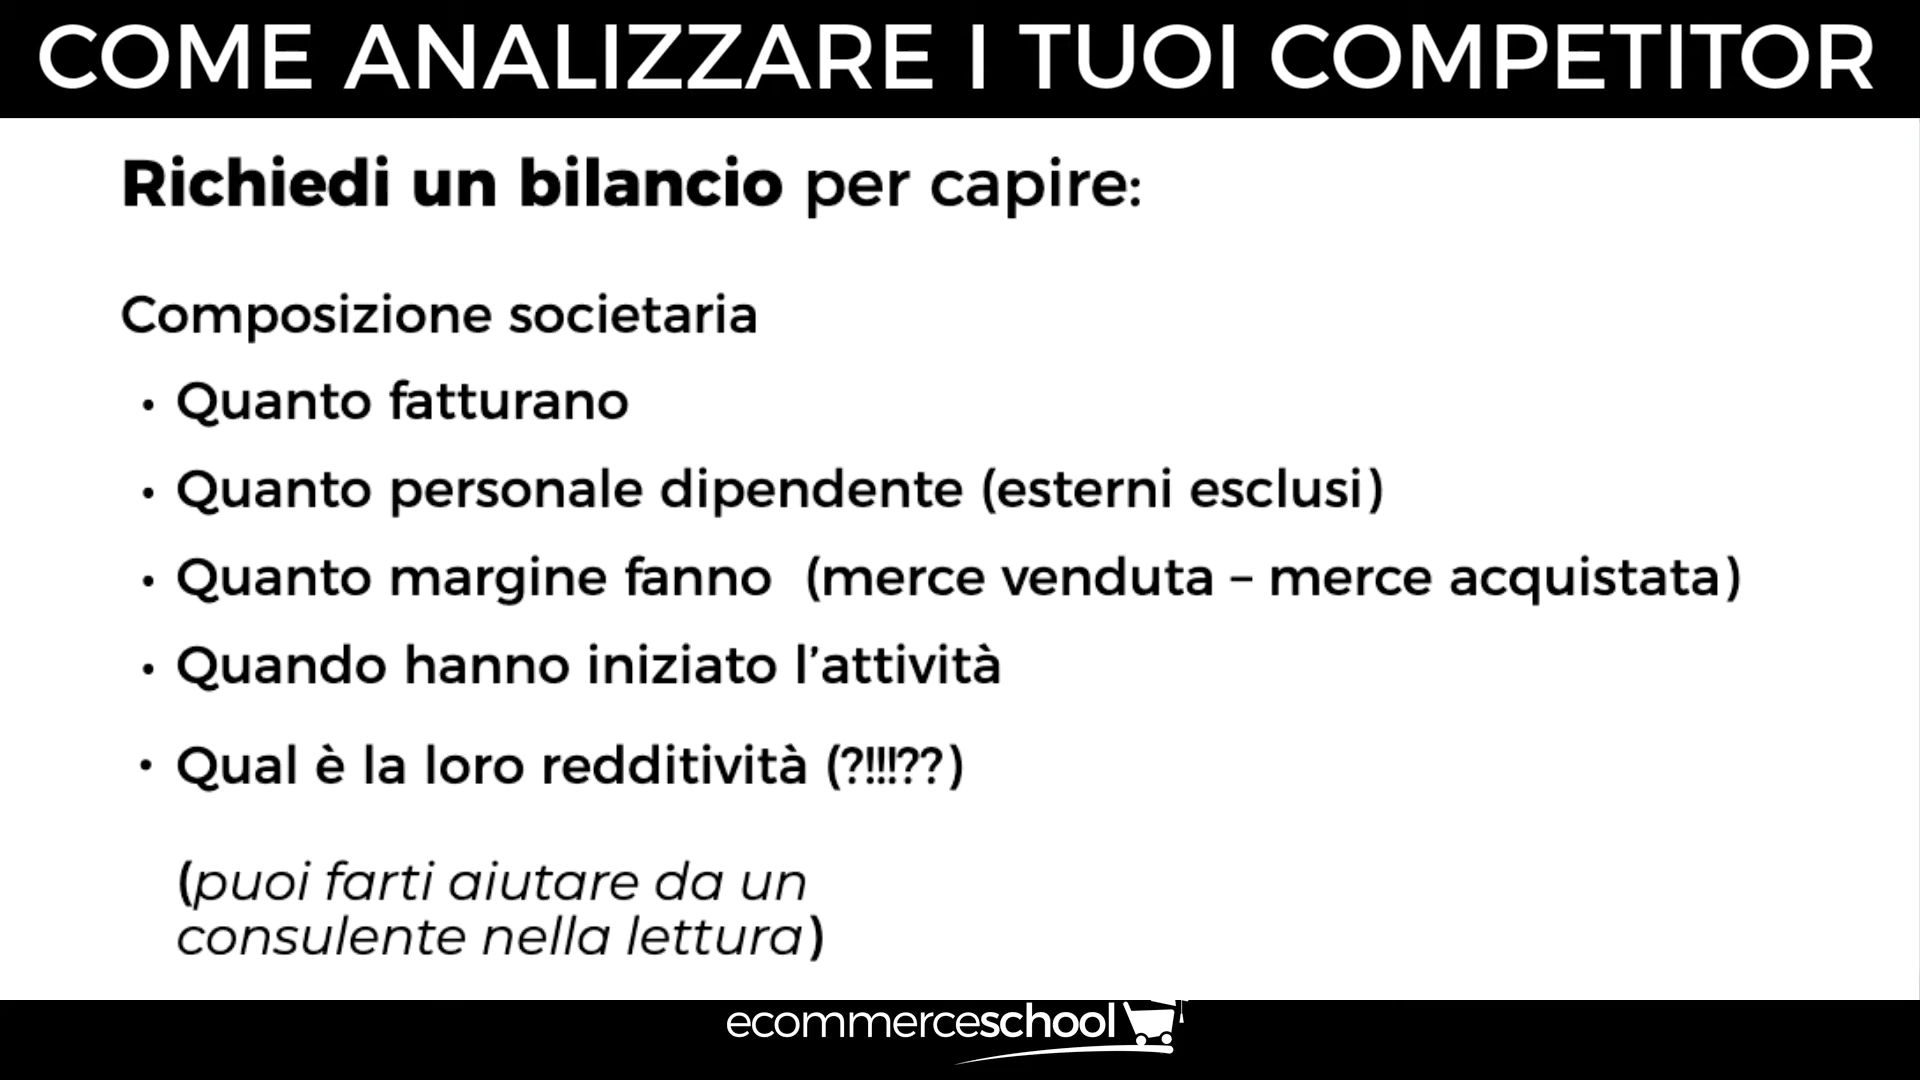 COME ANALIZZARE I TUOI COMPETITOR
Richiedi un bilancio per capire:
Composizione societaria
• Quanto fatturano
• Quanto personale dipendente (esterni esclusi)
• Quanto margine fanno (merce venduta – merce acquistata)
• Quando hanno iniziato l’attività
• Qual è la loro redditività (?!!!??)
(puoi farti aiutare da un
consulente nella lettura)
ecommerceschool